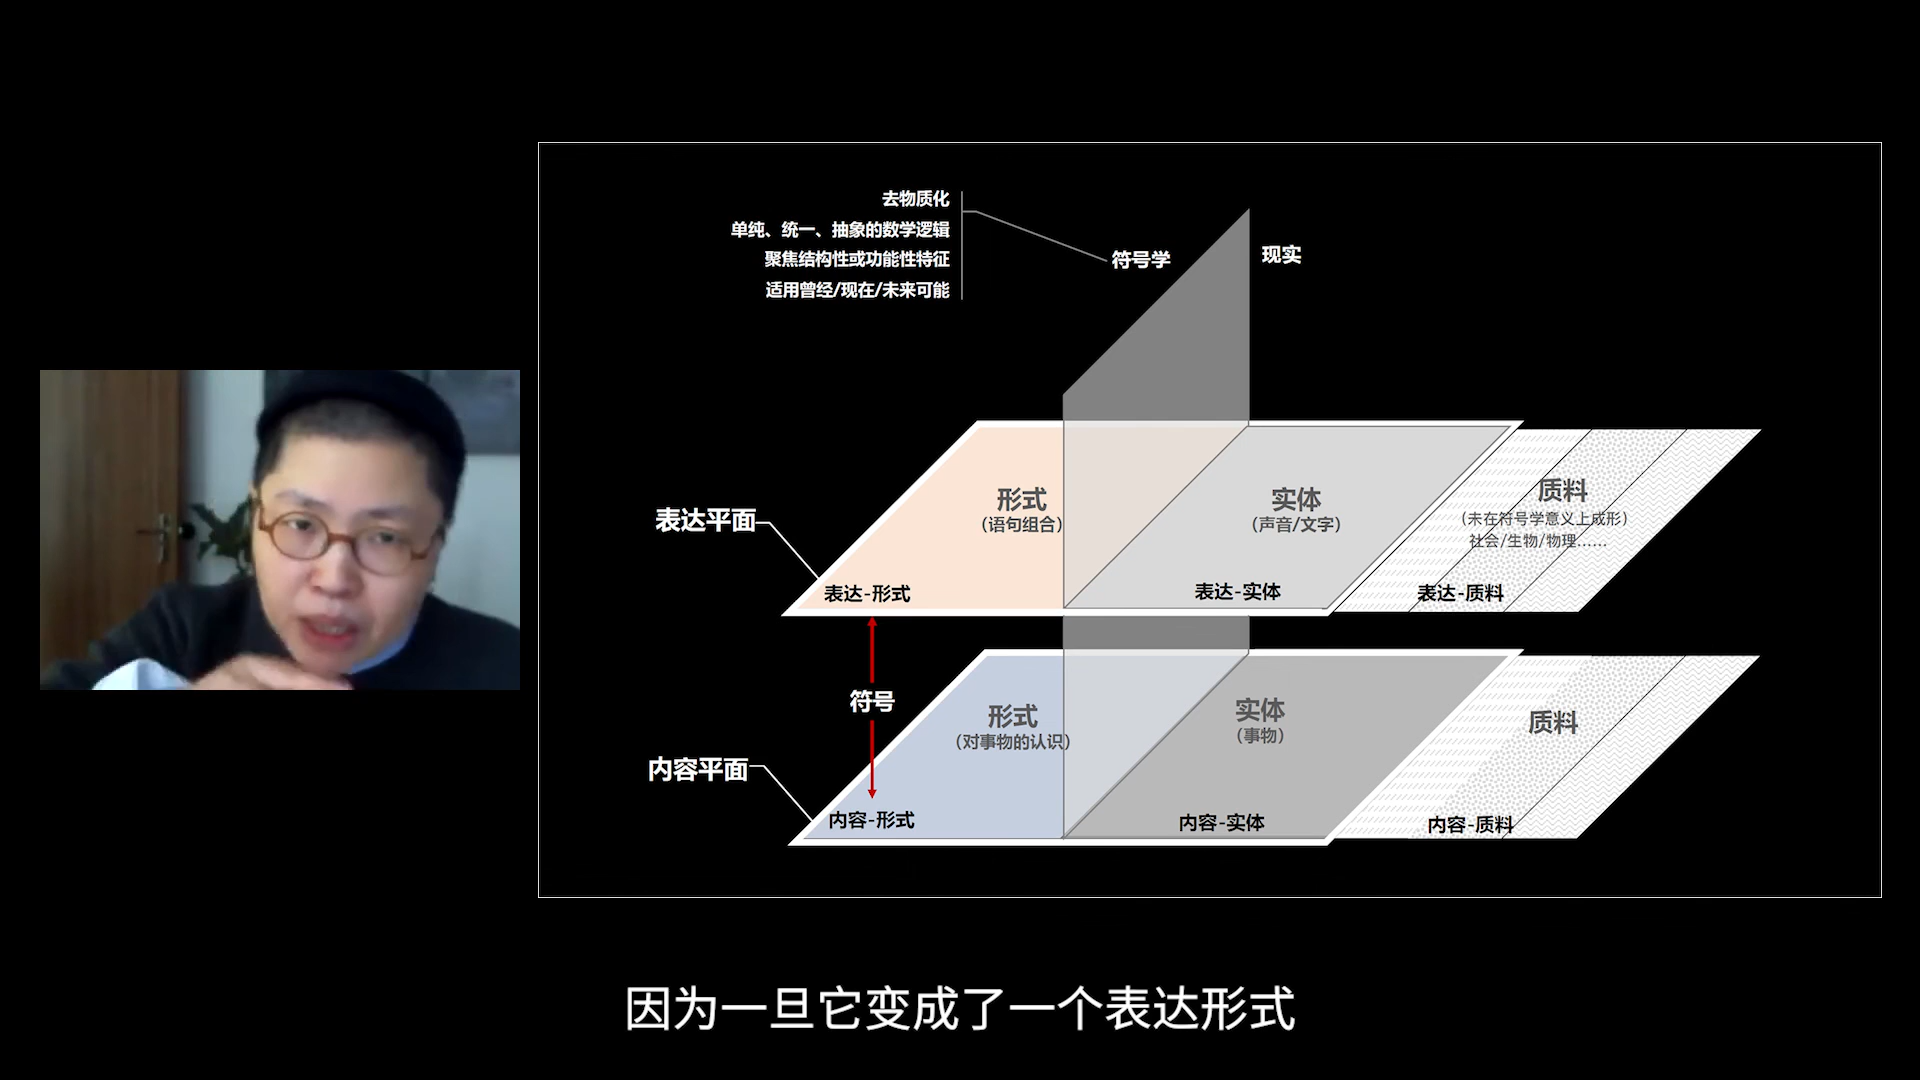 去物质化
单纯、统一、抽象的数学逻辑
聚焦结构性或功能性特征
适用曾经/现在/未来可能
符号学
现实
表达平面
形式
（语句组合）
实体
（声音/文字）
质料
（未在符号学意义上成形）
社会/生物/物理……
表达-形式
表达-实体
表达-质料
符号
内容平面
形式
（对事物的认识）
实体
（事物）
质料
内容-形式
内容-实体
内容-质料
因为一旦它变成了一个表达形式